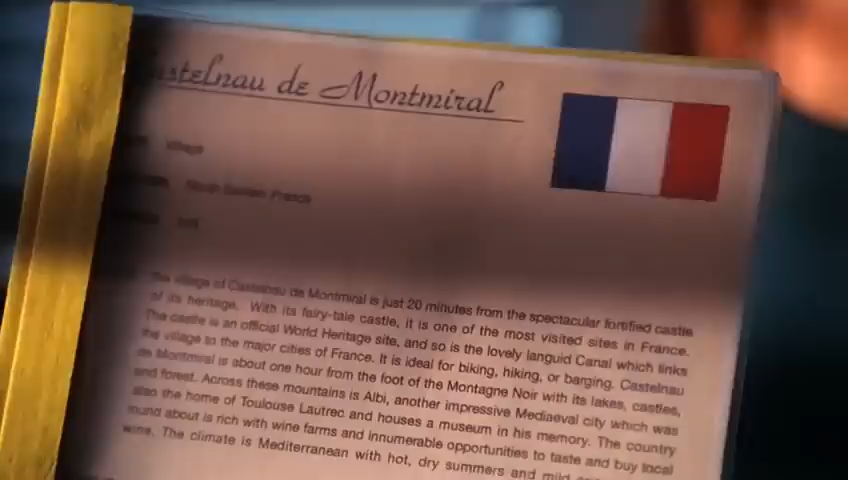 astelnau de Montmiral
village
South Eastern France
The village of Castelnau de Montmiral is just 20 minutes from the spectacular fortified castle
of its heritage. With its fairy-tale castle, it is one of the most visited sites in France.
The castle is an official World Heritage site, and so is the lovely languid Canal which links
the village to the major cities of France. It is ideal for biking, hiking, or barging. Castelnau
de Montmiral is about one hour from the foot of the Montagne Noir with its lakes, castles,
and forest. Across these mountains is Albi, another impressive Mediaeval city which was
also the home of Toulouse Lautrec and houses a museum in his memory. The country
round about is rich with wine farms and innumerable opportunities to taste and buy local
wine. The climate is Mediterranean with hot, dry summers and mild